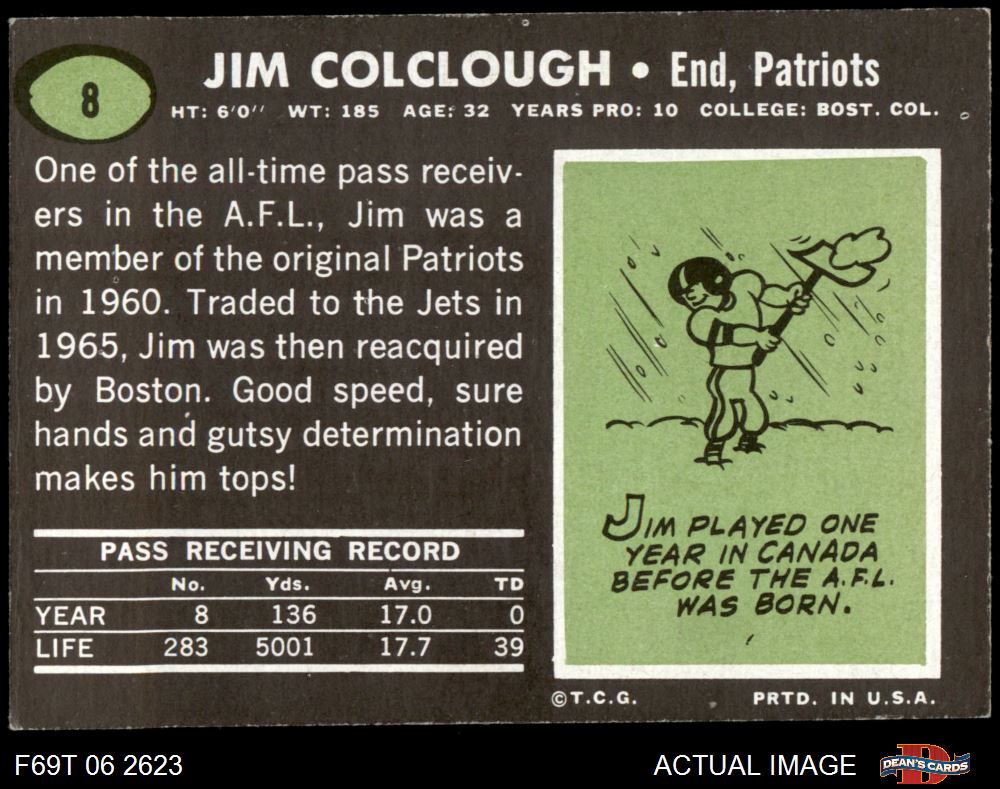 8
JIM COLCLOUGH • End, Patriots
HT: 6'0'' WT: 185 AGE: 32 YEARS PRO: 10 COLLEGE: BOST. COL.
One of the all-time pass receiv-
ers in the A.F.L., Jim was a
member of the original Patriots
in 1960. Traded to the Jets in
1965, Jim was then reacquired
by Boston. Good speed, sure
hands and gutsy determination
makes him tops!
PASS RECEIVING RECORD
No. Yds. Avg. TD
YEAR 8 136 17.0 0
LIFE 283 5001 17.7 39
JIM PLAYED ONE
YEAR IN CANADA
BEFORE THE A.F.L.
WAS BORN.
©T.C.G. PRTD. IN U.S.A.
F69T 06 2623 ACTUAL IMAGE DEAN'S CARDS